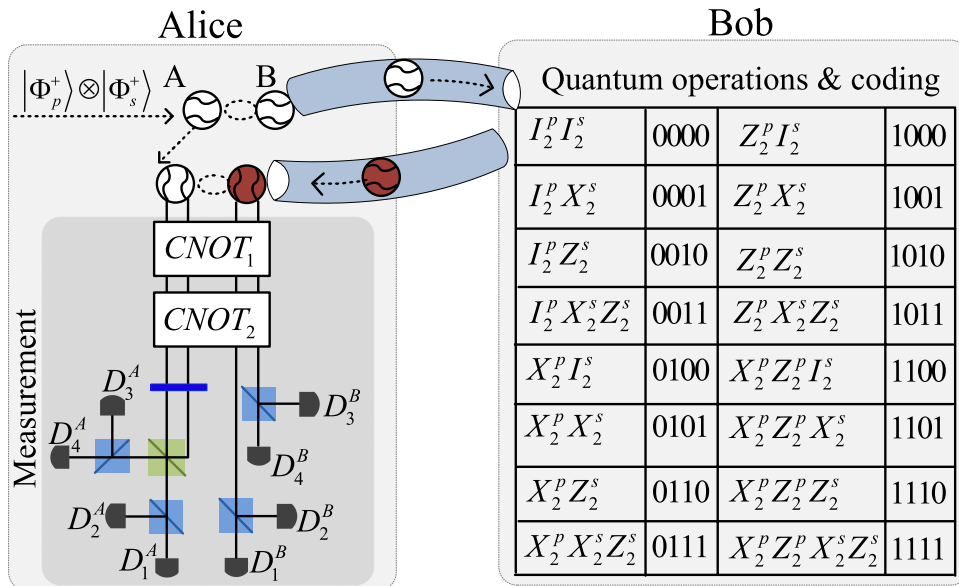 Alice
Bob
|Φ_p^+⟩⊗|Φ_s^+⟩
A
B
Quantum operations & coding
I_2^p I_2^s 0000 Z_2^p I_2^s 1000
I_2^p X_2^s 0001 Z_2^p X_2^s 1001
I_2^p Z_2^s 0010 Z_2^p Z_2^s 1010
I_2^p X_2^s Z_2^s 0011 Z_2^p X_2^s Z_2^s 1011
X_2^p I_2^s 0100 X_2^p Z_2^p I_2^s 1100
X_2^p X_2^s 0101 X_2^p Z_2^p X_2^s 1101
X_2^p Z_2^s 0110 X_2^p Z_2^p Z_2^s 1110
X_2^p X_2^s Z_2^s 0111 X_2^p Z_2^p X_2^s Z_2^s 1111
Measurement
CNOT_1
CNOT_2
D_3^A
D_4^A
D_3^B
D_4^B
D_2^A
D_2^B
D_1^A
D_1^B